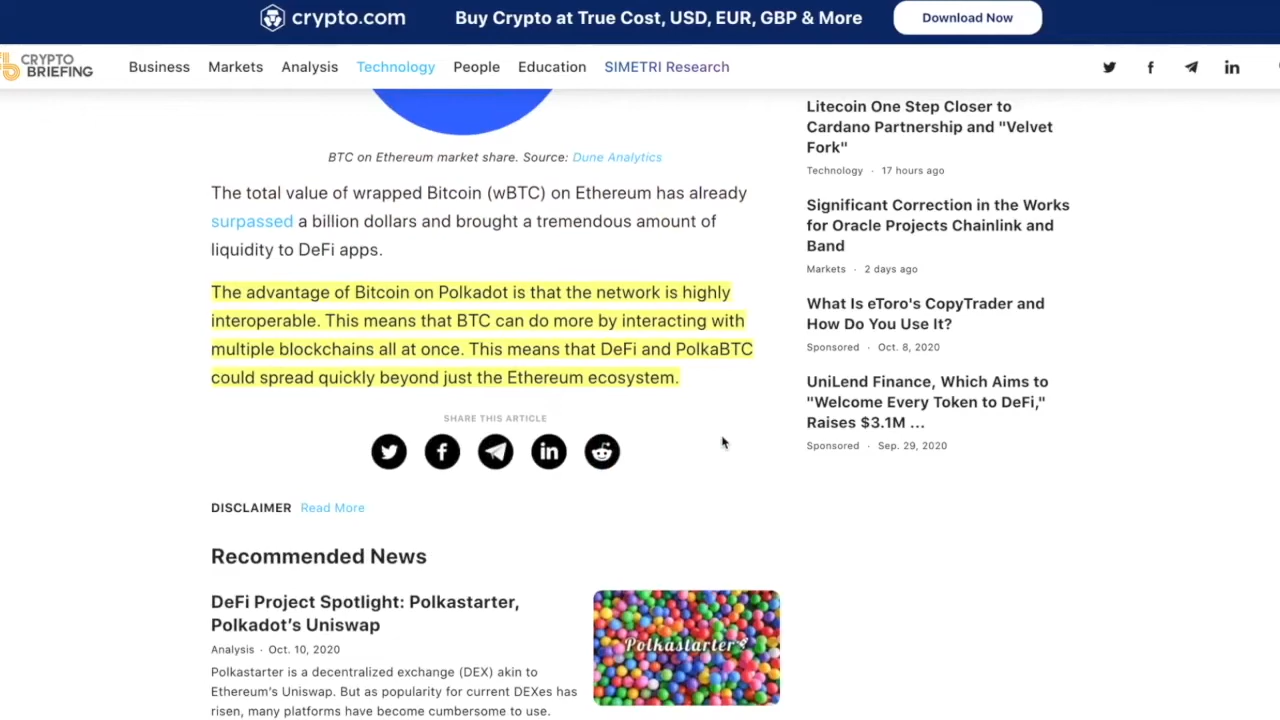 crypto.com
Buy Crypto at True Cost, USD, EUR, GBP & More
Download Now
CRYPTO
BRIEFING
Business Markets Analysis Technology People Education SIMETRI Research
BTC on Ethereum market share. Source: Dune Analytics
The total value of wrapped Bitcoin (wBTC) on Ethereum has already
surpassed a billion dollars and brought a tremendous amount of
liquidity to DeFi apps.
The advantage of Bitcoin on Polkadot is that the network is highly
interoperable. This means that BTC can do more by interacting with
multiple blockchains all at once. This means that DeFi and PolkaBTC
could spread quickly beyond just the Ethereum ecosystem.
SHARE THIS ARTICLE
DISCLAIMER Read More
Recommended News
DeFi Project Spotlight: Polkastarter,
Polkadot’s Uniswap
Analysis · Oct. 10, 2020
Polkastarter is a decentralized exchange (DEX) akin to
Ethereum's Uniswap. But as popularity for current DEXes has
risen, many platforms have become cumbersome to use.
Polkastarter
Litecoin One Step Closer to
Cardano Partnership and "Velvet
Fork"
Technology · 17 hours ago
Significant Correction in the Works
for Oracle Projects Chainlink and
Band
Markets · 2 days ago
What Is eToro's CopyTrader and
How Do You Use It?
Sponsored · Oct. 8, 2020
UniLend Finance, Which Aims to
"Welcome Every Token to DeFi,"
Raises $3.1M ...
Sponsored · Sep. 29, 2020